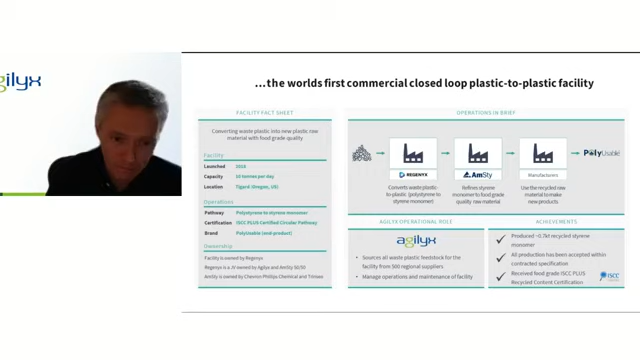 gilyx
...the worlds first commercial closed loop plastic-to-plastic facility
FACILITY FACT SHEET
Converting waste plastic into new plastic raw
material with food grade quality
Facility
Launched
Capacity 10 tonnes per day
Location Tigard (Oregon, US)
Operations
Pathway Polystyrene to styrene monomer
Certification ISCC PLUS Certified Circular Pathway
Brand PolyUsable (end product)
Ownership
Facility is owned by Regenyx
Regenyx is a JV owned by Agilyx and AmSty 50/50
AmSty is owned by Chevron Phillips Chemical and Trinseo
OPERATIONS IN BRIEF
REGENYX
AmSty
Manufacturers
PolyUsable
Converts waste plastic-
to-plastic (polystyrene to
styrene monomer)
Refines styrene
monomer to food grade
quality raw material
Use the recycled raw
material to make
new products
AGILYX OPERATIONAL ROLE
agilyx
• Sources all waste plastic feedstock for the
facility from 500 regional suppliers
• Manage operations and maintenance of facility
ACHIEVEMENTS
Produced ~0.7kt recycled styrene
monomer
All production has been accepted within
contracted specification
Received food grade ISCC PLUS
Recycled Content Certification
ISCC